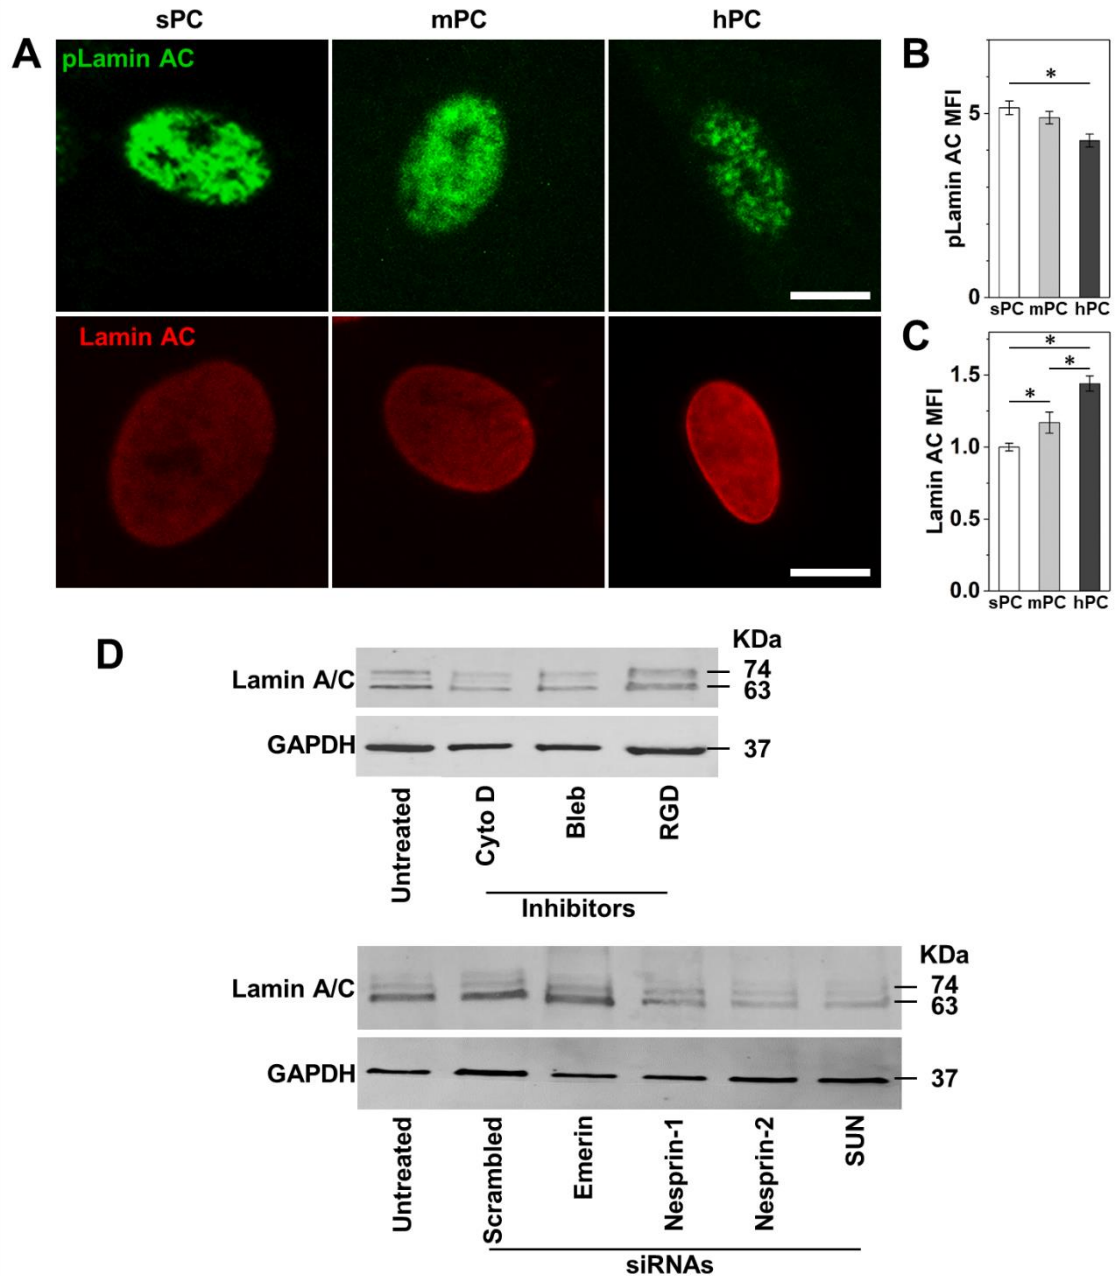 sPC mPC hPC
A
pLamin AC
Lamin AC
B
pLamin AC MFI
5
0
sPC mPC hPC
*
C
Lamin AC MFI
1.5
1.0
0.5
0.0
sPC mPC hPC
*
*
*
D
KDa
Lamin A/C
74
63
GAPDH
37
Untreated
Cyto D
Bleb
RGD
Inhibitors
KDa
Lamin A/C
74
63
GAPDH
37
Untreated
Scrambled
Emerin
Nesprin-1
Nesprin-2
SUN
siRNAs